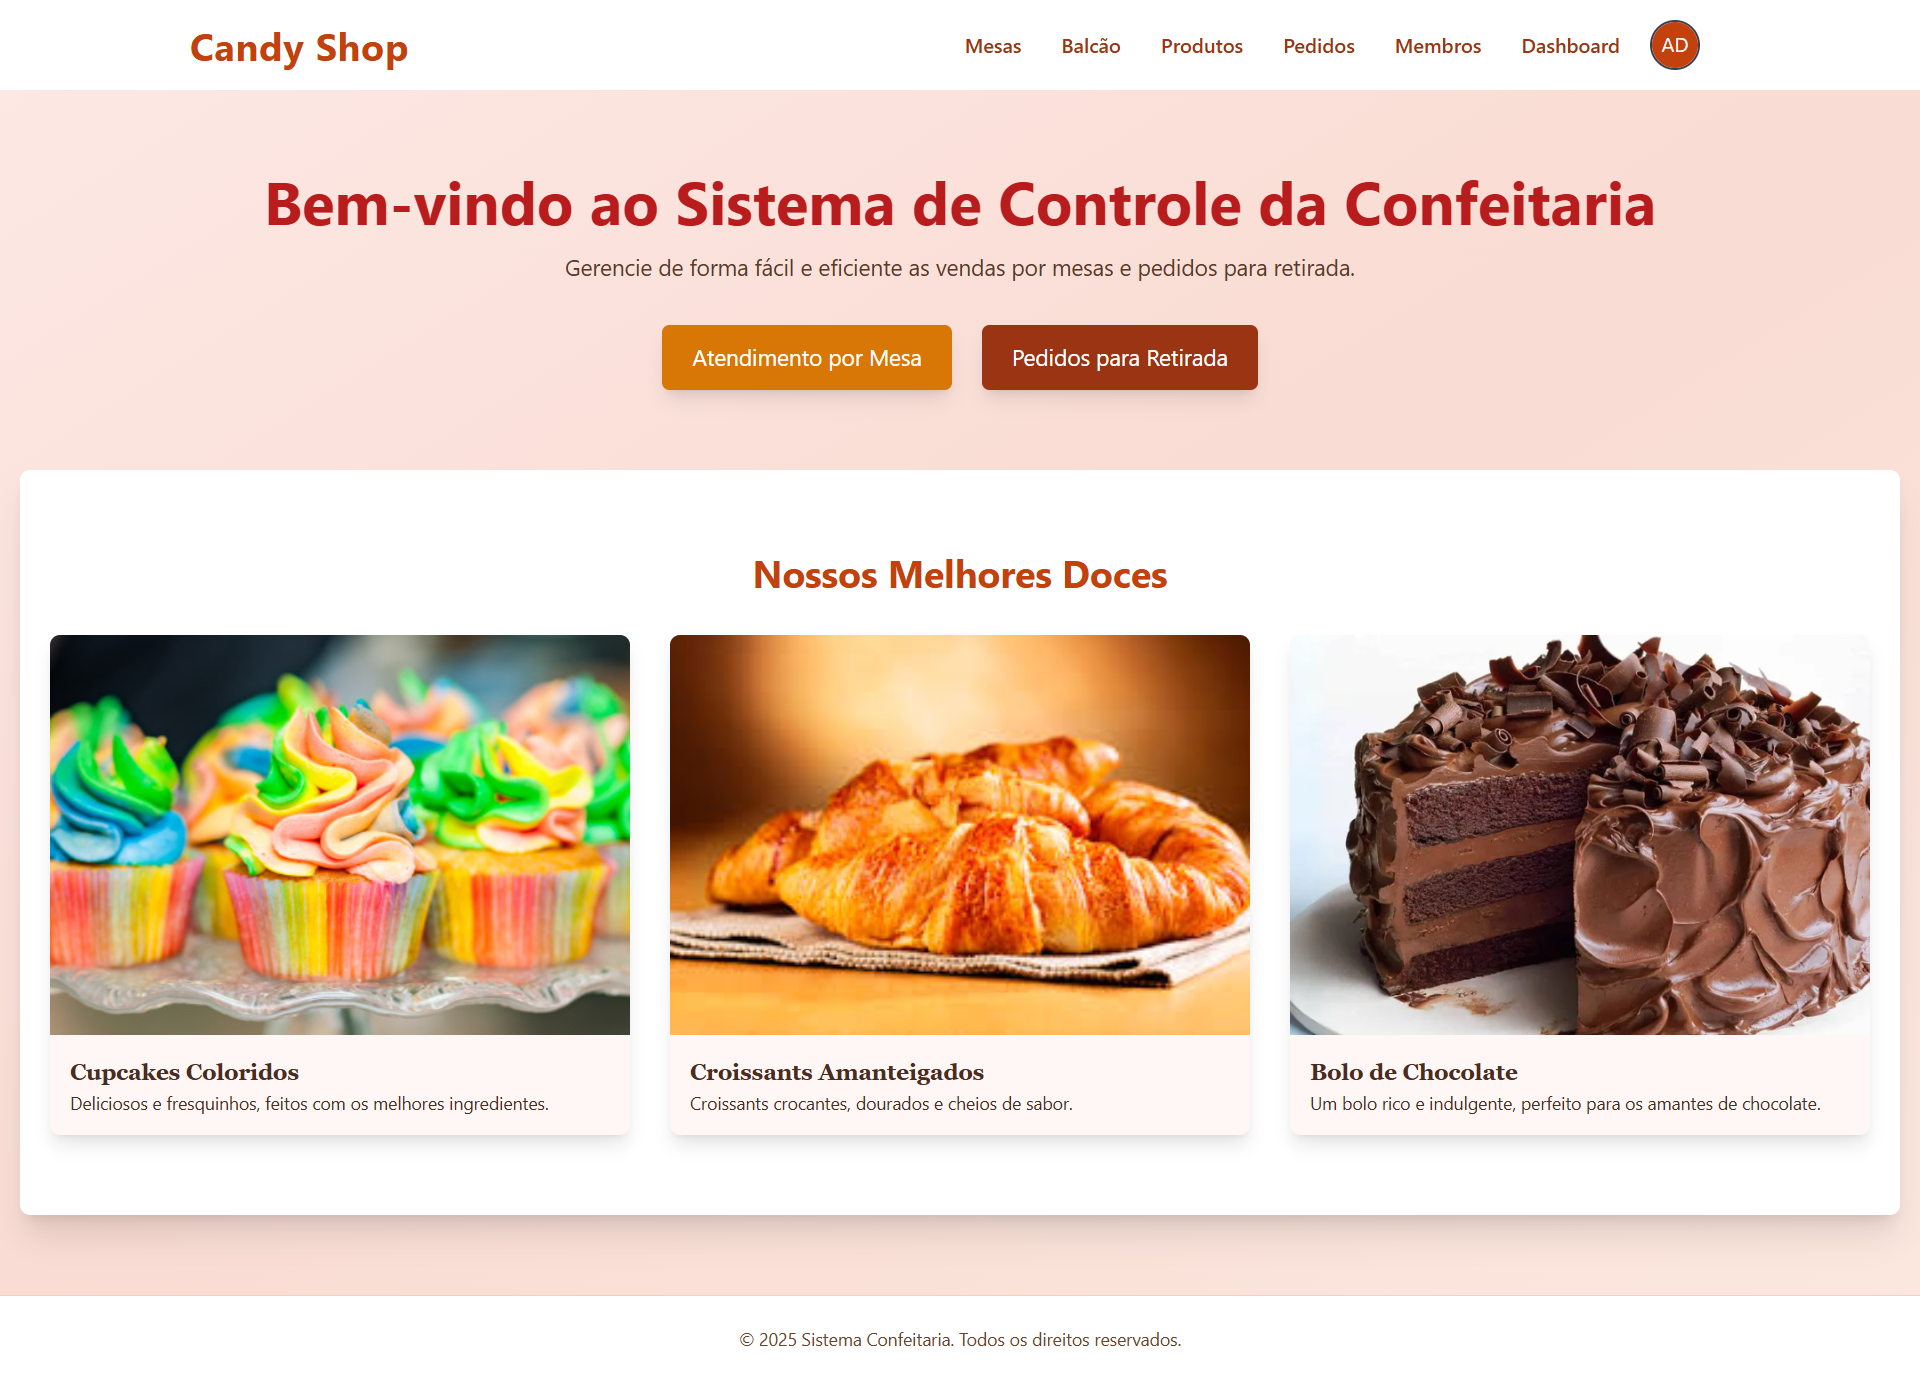 Candy Shop
Mesas
Balcão
Produtos
Pedidos
Membros
Dashboard
AD
Bem-vindo ao Sistema de Controle da Confeitaria
Gerencie de forma fácil e eficiente as vendas por mesas e pedidos para retirada.
Atendimento por Mesa
Pedidos para Retirada
Nossos Melhores Doces
Cupcakes Coloridos
Deliciosos e fresquinhos, feitos com os melhores ingredientes.
Croissants Amanteigados
Croissants crocantes, dourados e cheios de sabor.
Bolo de Chocolate
Um bolo rico e indulgente, perfeito para os amantes de chocolate.
© 2025 Sistema Confeitaria. Todos os direitos reservados.